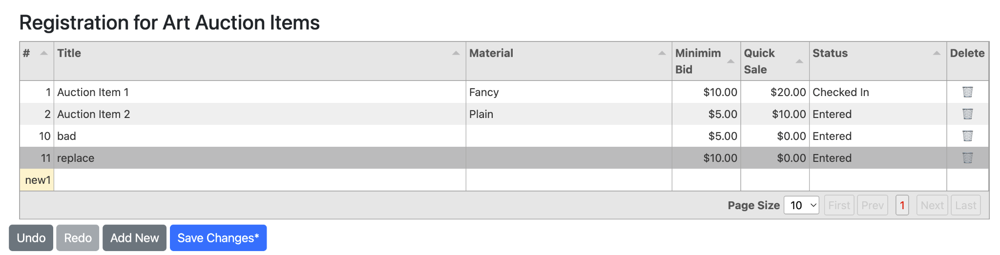 Registration for Art Auction Items
# Title Material Minimim Bid Quick Sale Status Delete
1 Auction Item 1 Fancy $10.00 $20.00 Checked In
2 Auction Item 2 Plain $5.00 $10.00 Entered
10 bad $5.00 $0.00 Entered
11 replace $10.00 $0.00 Entered
new1
Page Size 10 First Prev 1 Next Last
Undo Redo Add New Save Changes*